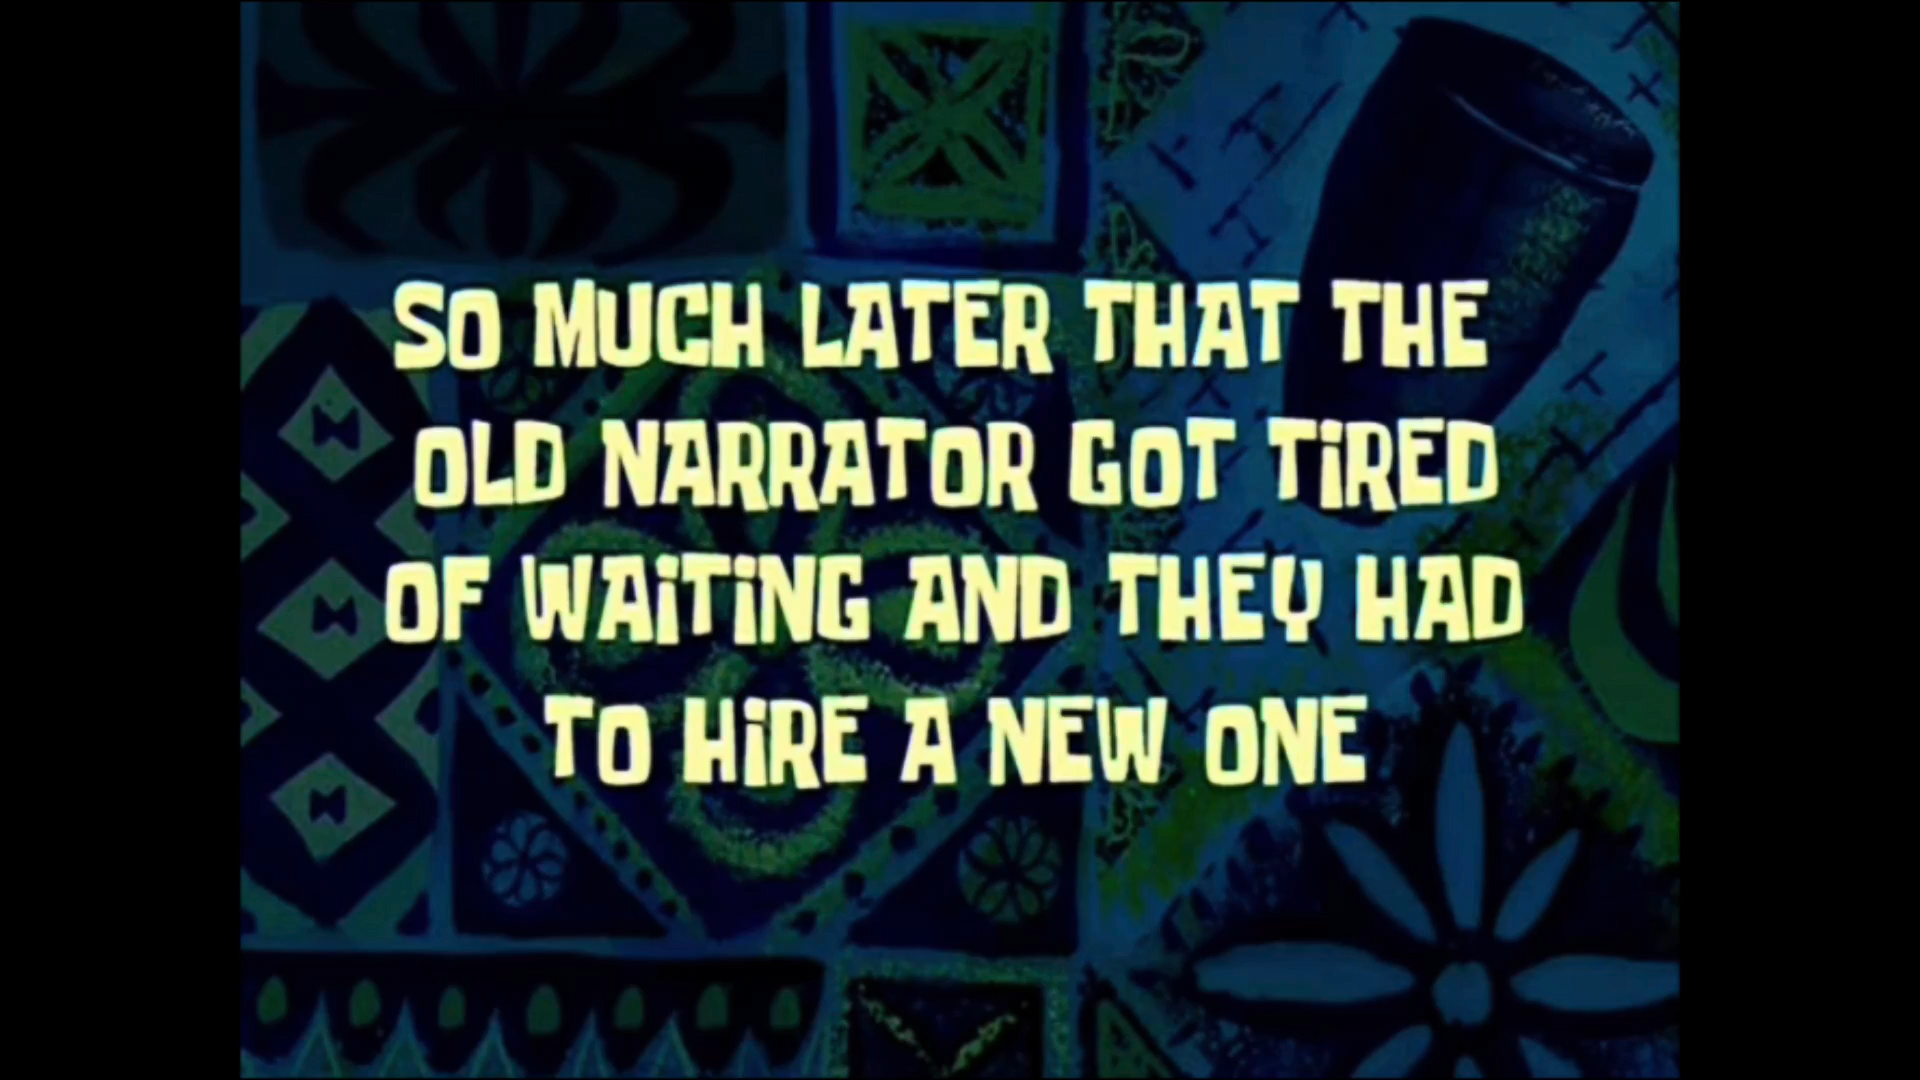 SO MUCH LATER THAT THE
OLD NARRATOR GOT TiRED
OF WAiTiNG AND THEY HAD
TO HiRE A NEW ONE